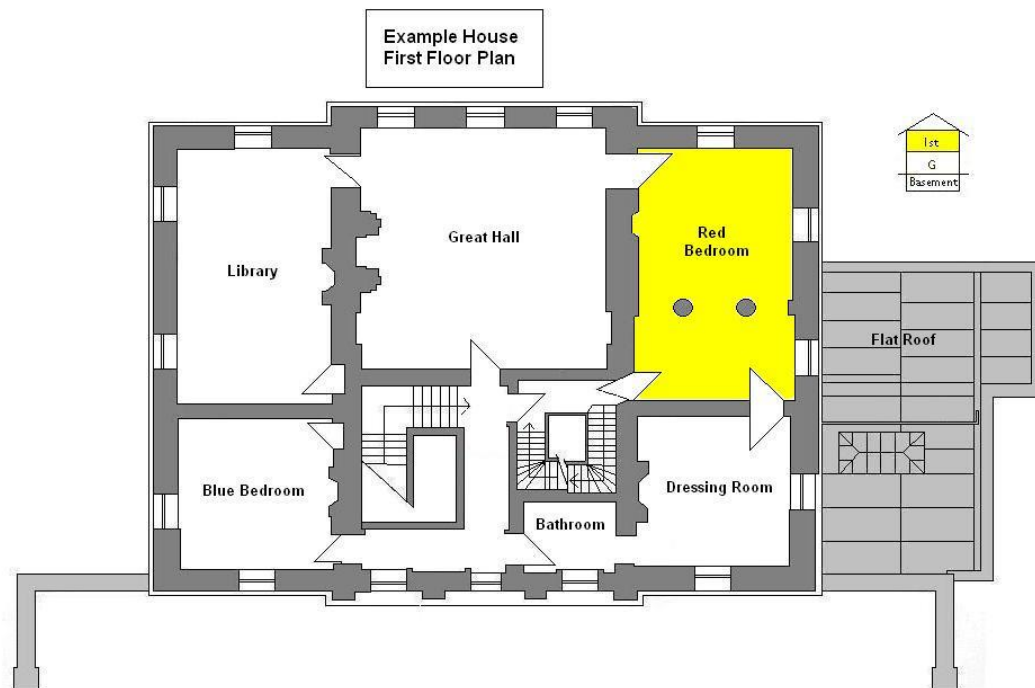 Example House
First Floor Plan
1st
G
Basement
Red
Bedroom
Great Hall
Library
Flat Roof
Blue Bedroom
Dressing Room
Bathroom